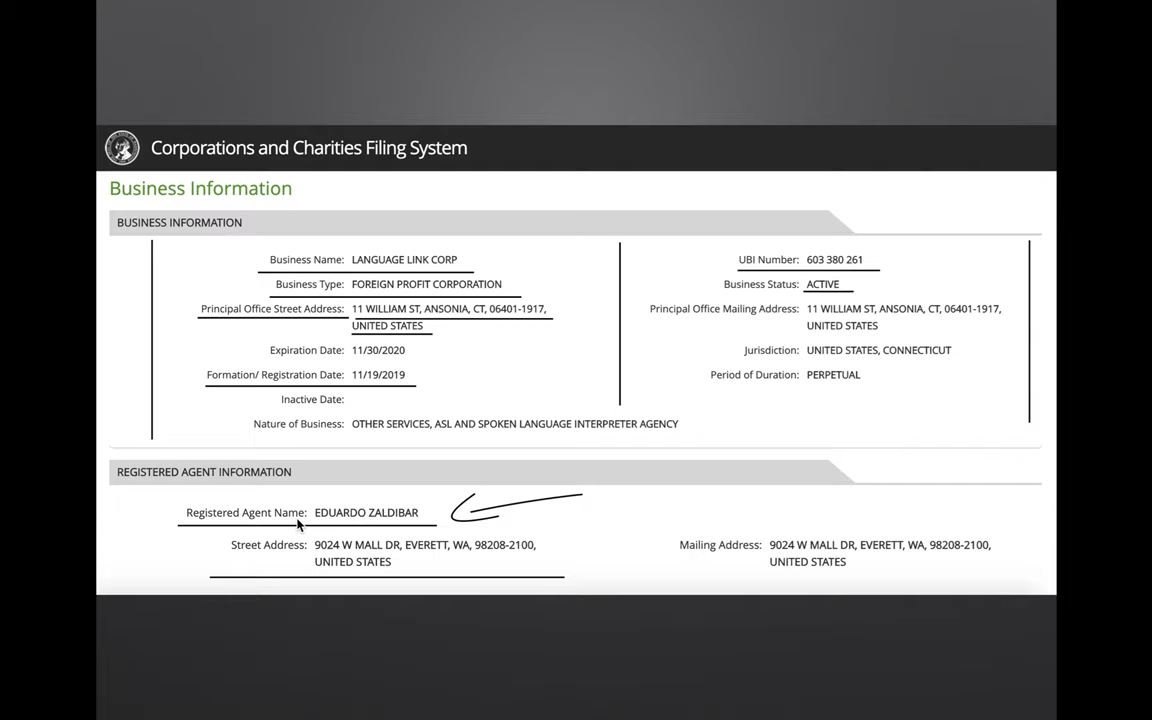 Corporations and Charities Filing System
Business Information
BUSINESS INFORMATION
Business Name: LANGUAGE LINK CORP
UBI Number: 603 380 261
Business Type: FOREIGN PROFIT CORPORATION
Business Status: ACTIVE
Principal Office Street Address: 11 WILLIAM ST, ANSONIA, CT, 06401-1917,
UNITED STATES
Principal Office Mailing Address: 11 WILLIAM ST, ANSONIA, CT, 06401-1917,
UNITED STATES
Expiration Date: 11/30/2020
Jurisdiction: UNITED STATES, CONNECTICUT
Formation/ Registration Date: 11/19/2019
Period of Duration: PERPETUAL
Inactive Date:
Nature of Business: OTHER SERVICES, ASL AND SPOKEN LANGUAGE INTERPRETER AGENCY
REGISTERED AGENT INFORMATION
Registered Agent Name: EDUARDO ZALDIBAR
Street Address: 9024 W MALL DR, EVERETT, WA, 98208-2100,
UNITED STATES
Mailing Address: 9024 W MALL DR, EVERETT, WA, 98208-2100,
UNITED STATES